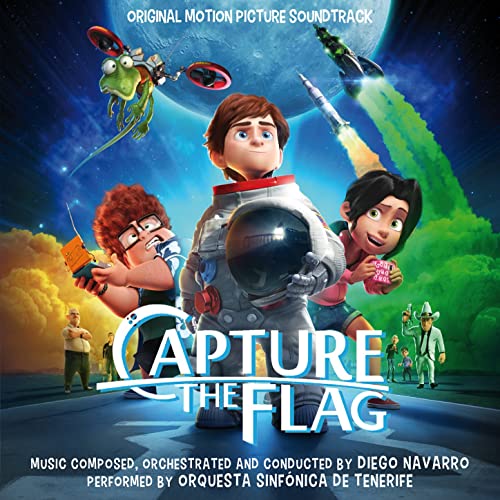 ORIGINAL MOTION PICTURE SOUNDTRACK
CAPTURE
THE FLAG
MUSIC COMPOSED, ORCHESTRATED AND CONDUCTED BY DIEGO NAVARRO
PERFORMED BY ORQUESTA SINFÓNICA DE TENERIFE